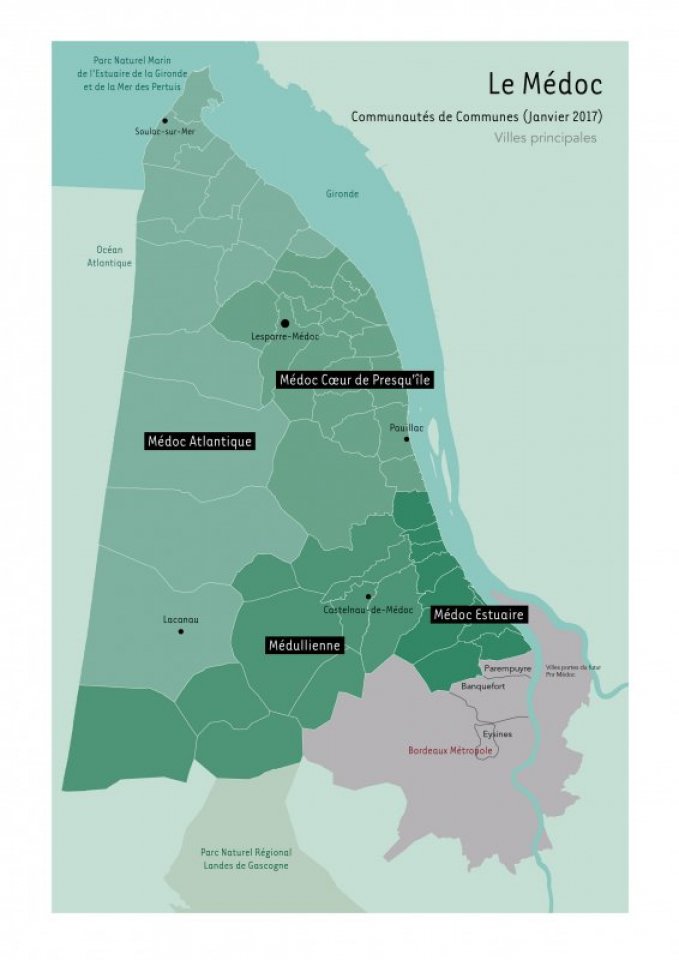 Parc Naturel Marin
de l'Estuaire de la Gironde
et de la Mer des Pertuis
Le Médoc
Communautés de Communes (Janvier 2017)
Villes principales
Soulac-sur-Mer
Gironde
Océan
Atlantique
Lesparre-Médoc
Médoc Cœur de Presqu'île
Pauillac
Médoc Atlantique
Castelnau-de-Médoc
Médoc Estuaire
Lacanau
Médullienne
Parempuyre
Villes portes du futur
Pnr Médoc
Banquefort
Eysines
Bordeaux Métropole
Parc Naturel Régional
Landes de Gascogne